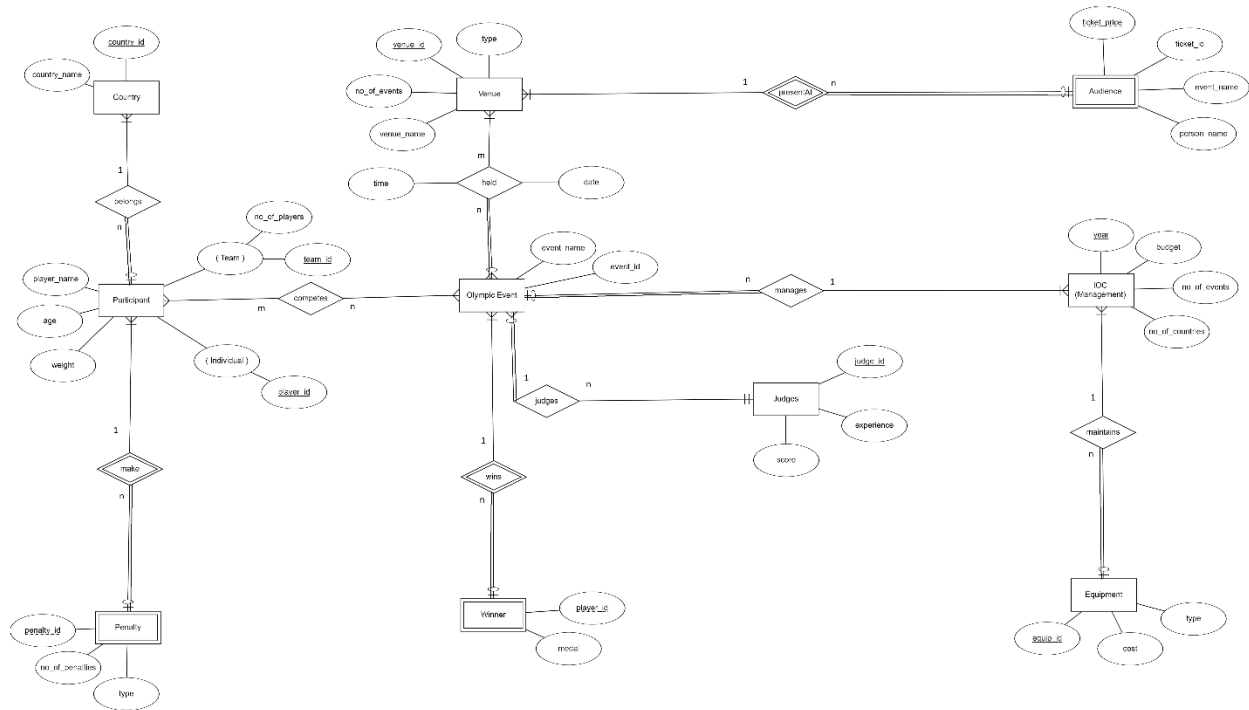 country_id
country_name
Country
1
belongs
n
venue_id
type
no_of_events
Venue
venue_name
1
presentAt
n
ticket_price
ticket_id
Audience
event_name
person_name
m
time
held
date
n
no_of_players
( Team )
team_id
player_name
Participant
age
weight
( Individual )
player_id
m
competes
n
event_name
event_id
Olympic Event
n
manages
1
year
budget
IOC
(Management)
no_of_events
no_of_countries
1
judges
n
judge_id
Judges
experience
score
1
maintains
n
1
make
n
1
wins
n
penalty_id
Penalty
no_of_penalties
type
Winner
player_id
medal
Equipment
equip_id
cost
type